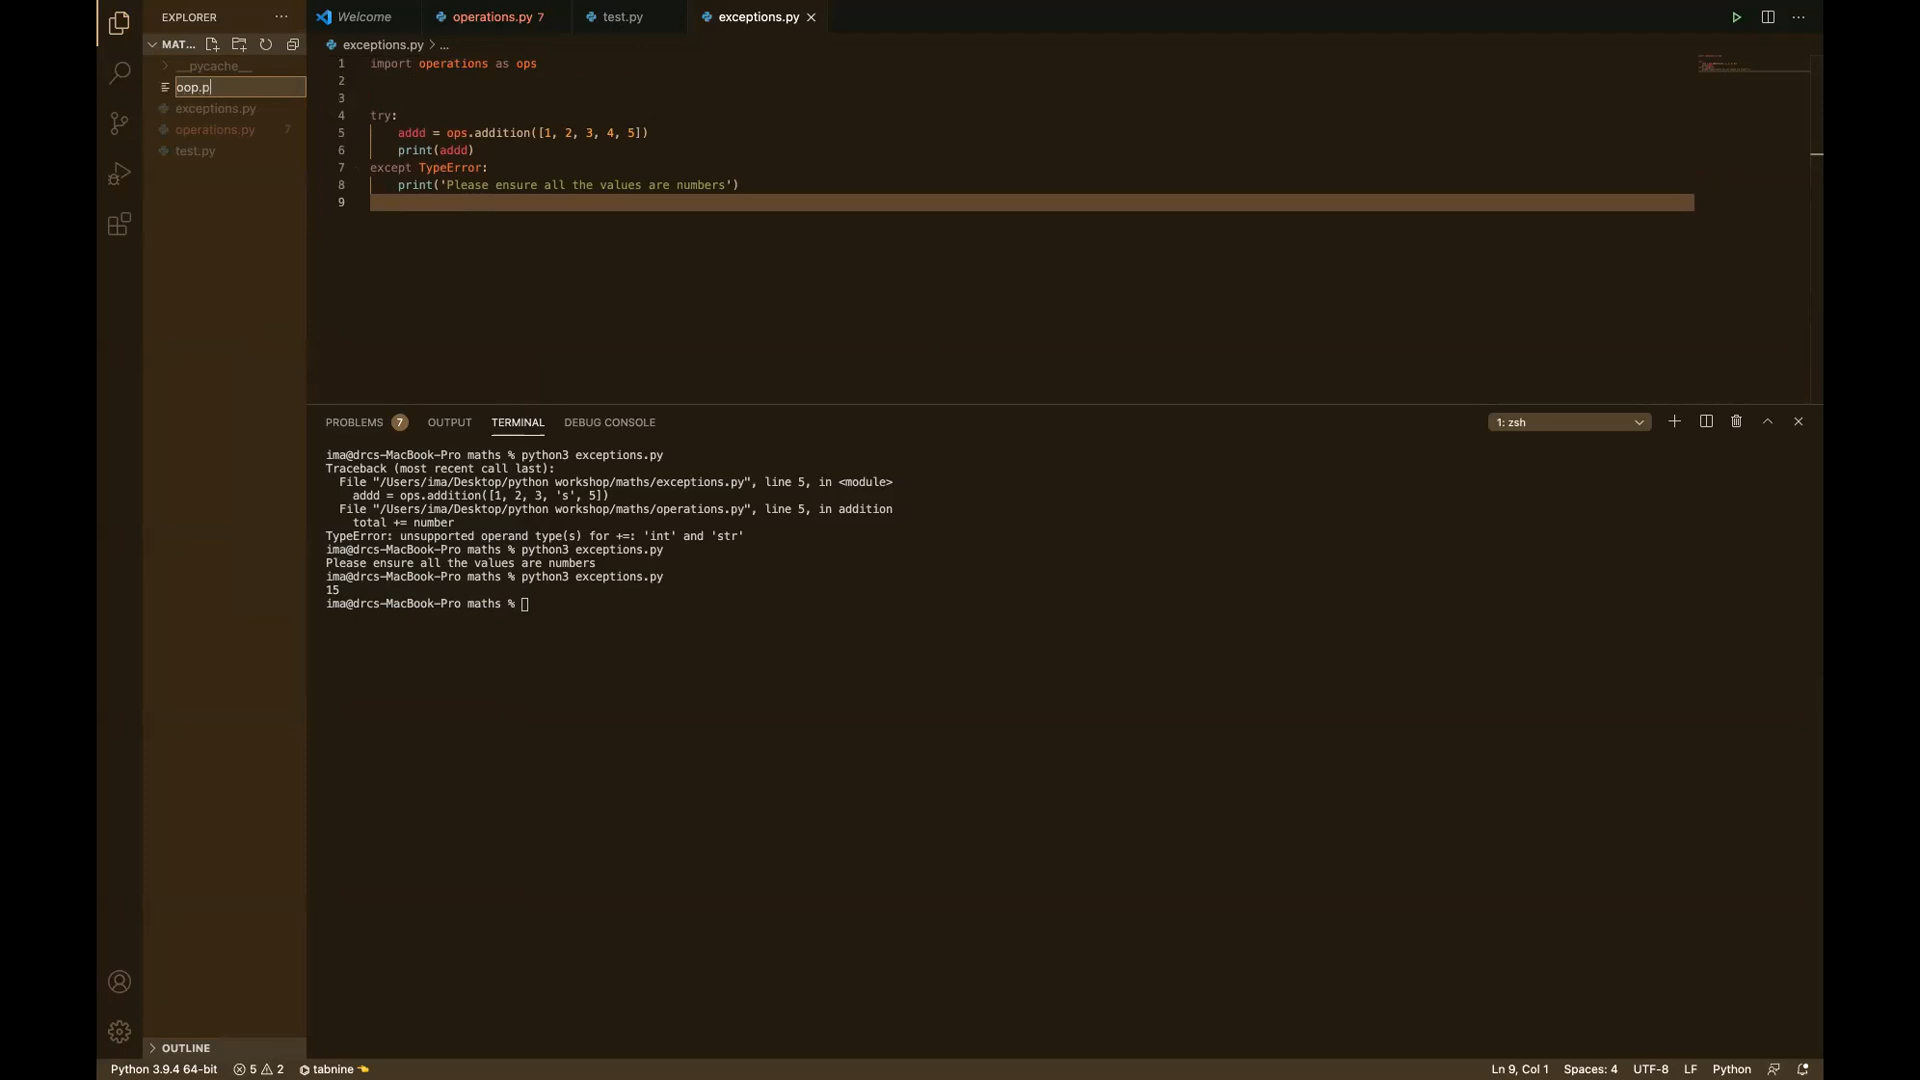 EXPLORER
Welcome
operations.py 7
test.py
exceptions.py
MAT...
exceptions.py > ...
__pycache__
oop.p
exceptions.py
operations.py 7
test.py
1 import operations as ops
2
3
4 try:
5 addd = ops.addition([1, 2, 3, 4, 5])
6 print(addd)
7 except TypeError:
8 print('Please ensure all the values are numbers')
9
PROBLEMS 7 OUTPUT TERMINAL DEBUG CONSOLE
1: zsh
ima@drcs-MacBook-Pro maths % python3 exceptions.py
Traceback (most recent call last):
File "/Users/ima/Desktop/python workshop/maths/exceptions.py", line 5, in <module>
addd = ops.addition([1, 2, 3, 's', 5])
File "/Users/ima/Desktop/python workshop/maths/operations.py", line 5, in addition
total += number
TypeError: unsupported operand type(s) for +=: 'int' and 'str'
ima@drcs-MacBook-Pro maths % python3 exceptions.py
Please ensure all the values are numbers
ima@drcs-MacBook-Pro maths % python3 exceptions.py
15
ima@drcs-MacBook-Pro maths %
OUTLINE
Python 3.9.4 64-bit 5 2 tabnine Ln 9, Col 1 Spaces: 4 UTF-8 LF Python